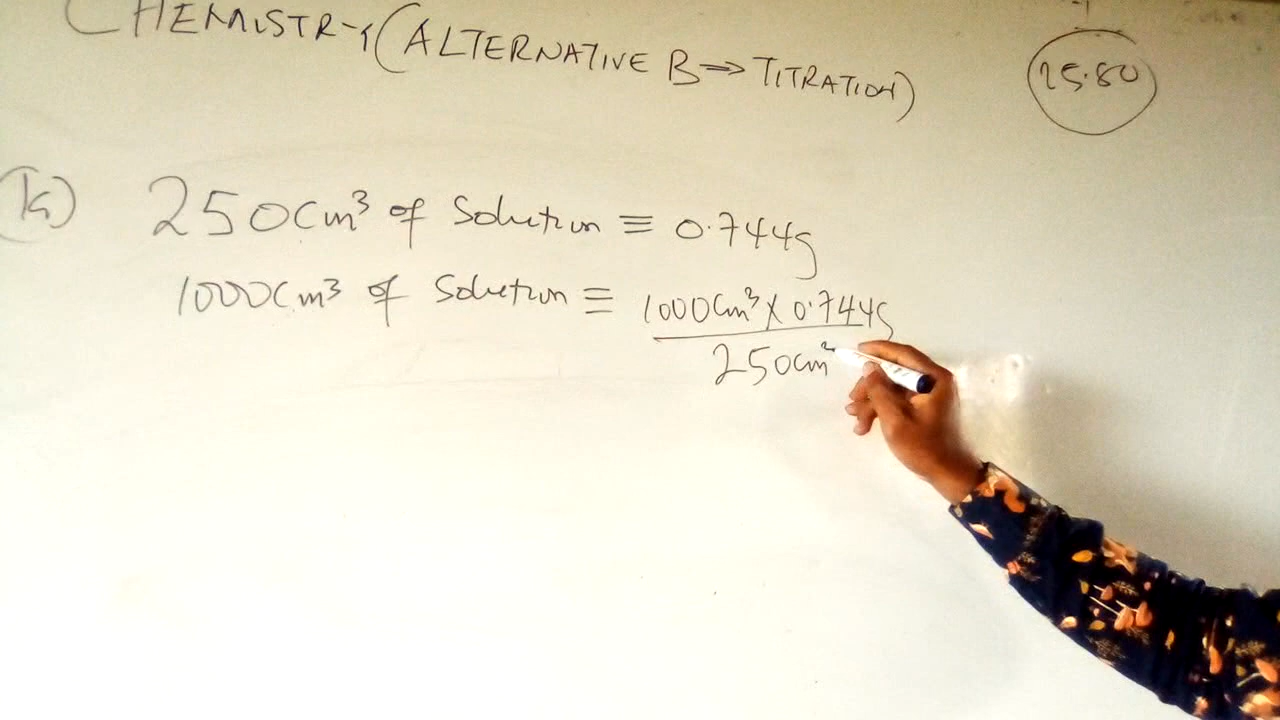 CHEMISTRY (ALTERNATIVE B ⇒ TITRATION)
25.80
250cm³ of Solution ≡ 0.744g
1000cm³ of Solution ≡ 1000cm³ x 0.744g
250cm³